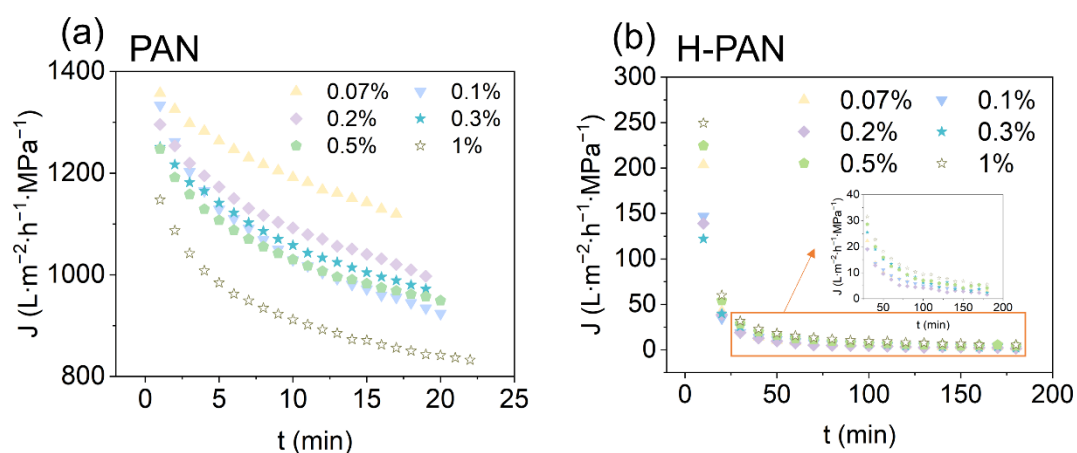 (a) PAN
1400
1200
1000
800
J (L·m⁻²·h⁻¹·MPa⁻¹)
0.07% 0.1%
0.2% 0.3%
0.5% 1%
0 5 10 15 20 25
t (min)
(b) H-PAN
300
250
200
150
100
50
0
J (L·m⁻²·h⁻¹·MPa⁻¹)
0.07% 0.1%
0.2% 0.3%
0.5% 1%
40
30
20
10
0
J (L·m⁻²·h⁻¹·MPa⁻¹)
50 100 150 200
t (min)
0 50 100 150 200
t (min)